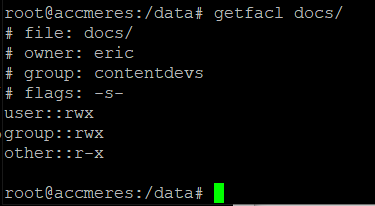 root@accmeres:/data# getfacl docs/
# file: docs/
# owner: eric
# group: contentdevs
# flags: -s-
user::rwx
group::rwx
other::r-x
root@accmeres:/data#